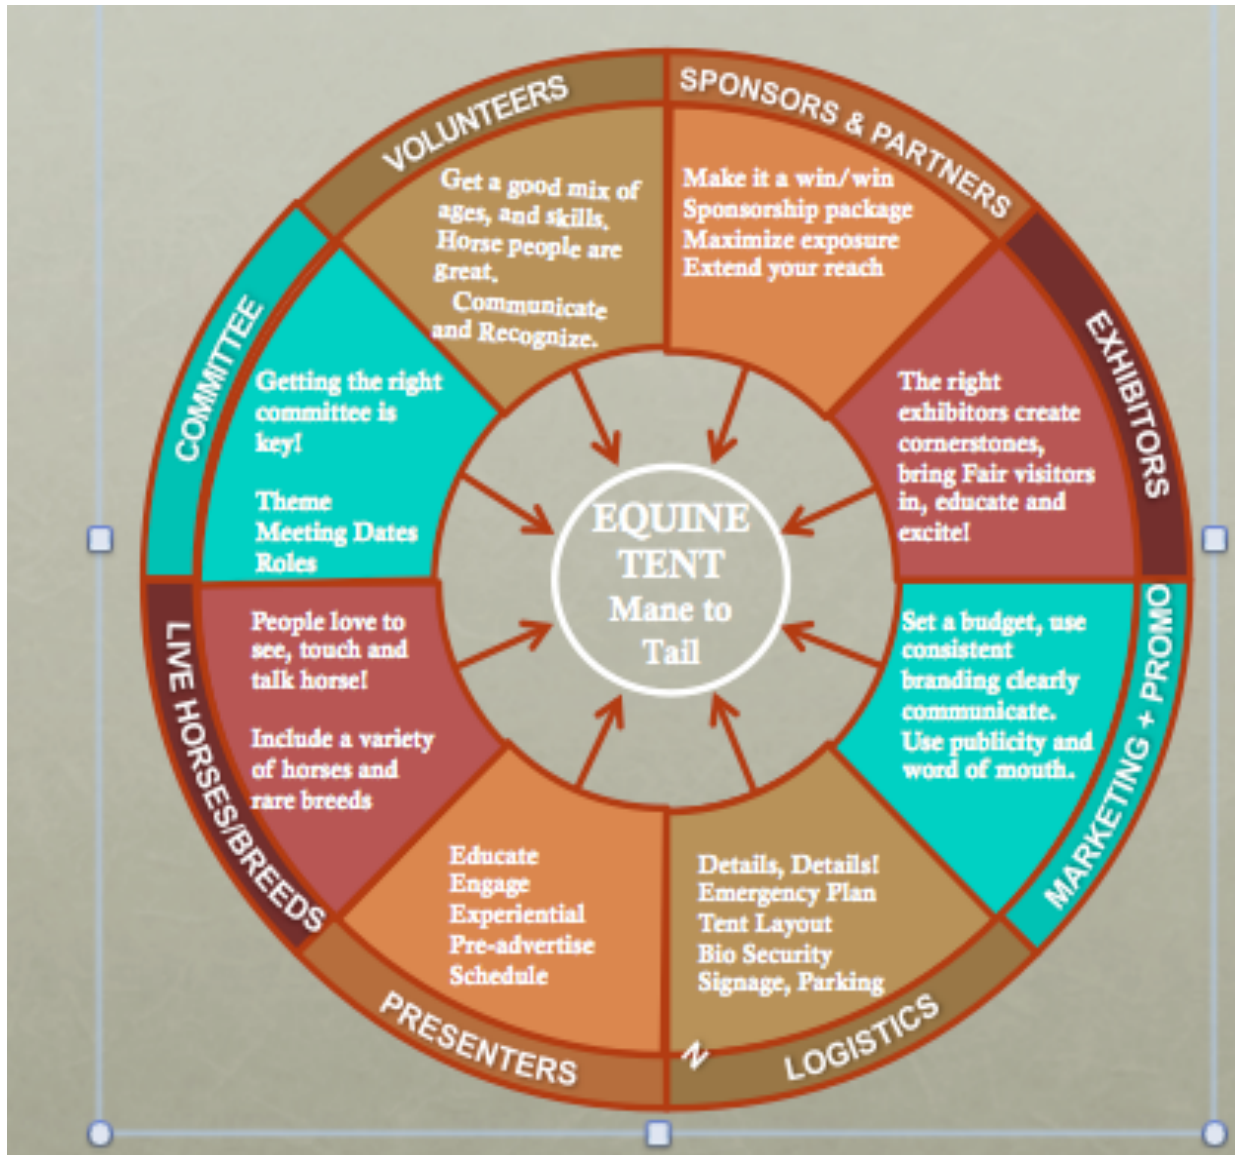 VOLUNTEERS
Get a good mix of
ages, and skills.
Horse people are
great.
Communicate
and Recognize.
SPONSORS & PARTNERS
Make it a win/win
Sponsorship package
Maximize exposure
Extend your reach
EXHIBITORS
The right
exhibitors create
cornerstones,
bring Fair visitors
in, educate and
excite!
MARKETING + PROMO
Set a budget, use
consistent
branding clearly
communicate.
Use publicity and
word of mouth.
LOGISTICS
Details, Details!
Emergency Plan
Tent Layout
Bio Security
Signage, Parking
N
PRESENTERS
Educate
Engage
Experiential
Pre-advertise
Schedule
LIVE HORSES/BREEDS
People love to
see, touch and
talk horse!
Include a variety
of horses and
rare breeds
COMMITTEE
Getting the right
committee is
key!
Theme
Meeting Dates
Roles
EQUINE
TENT
Mane to
Tail